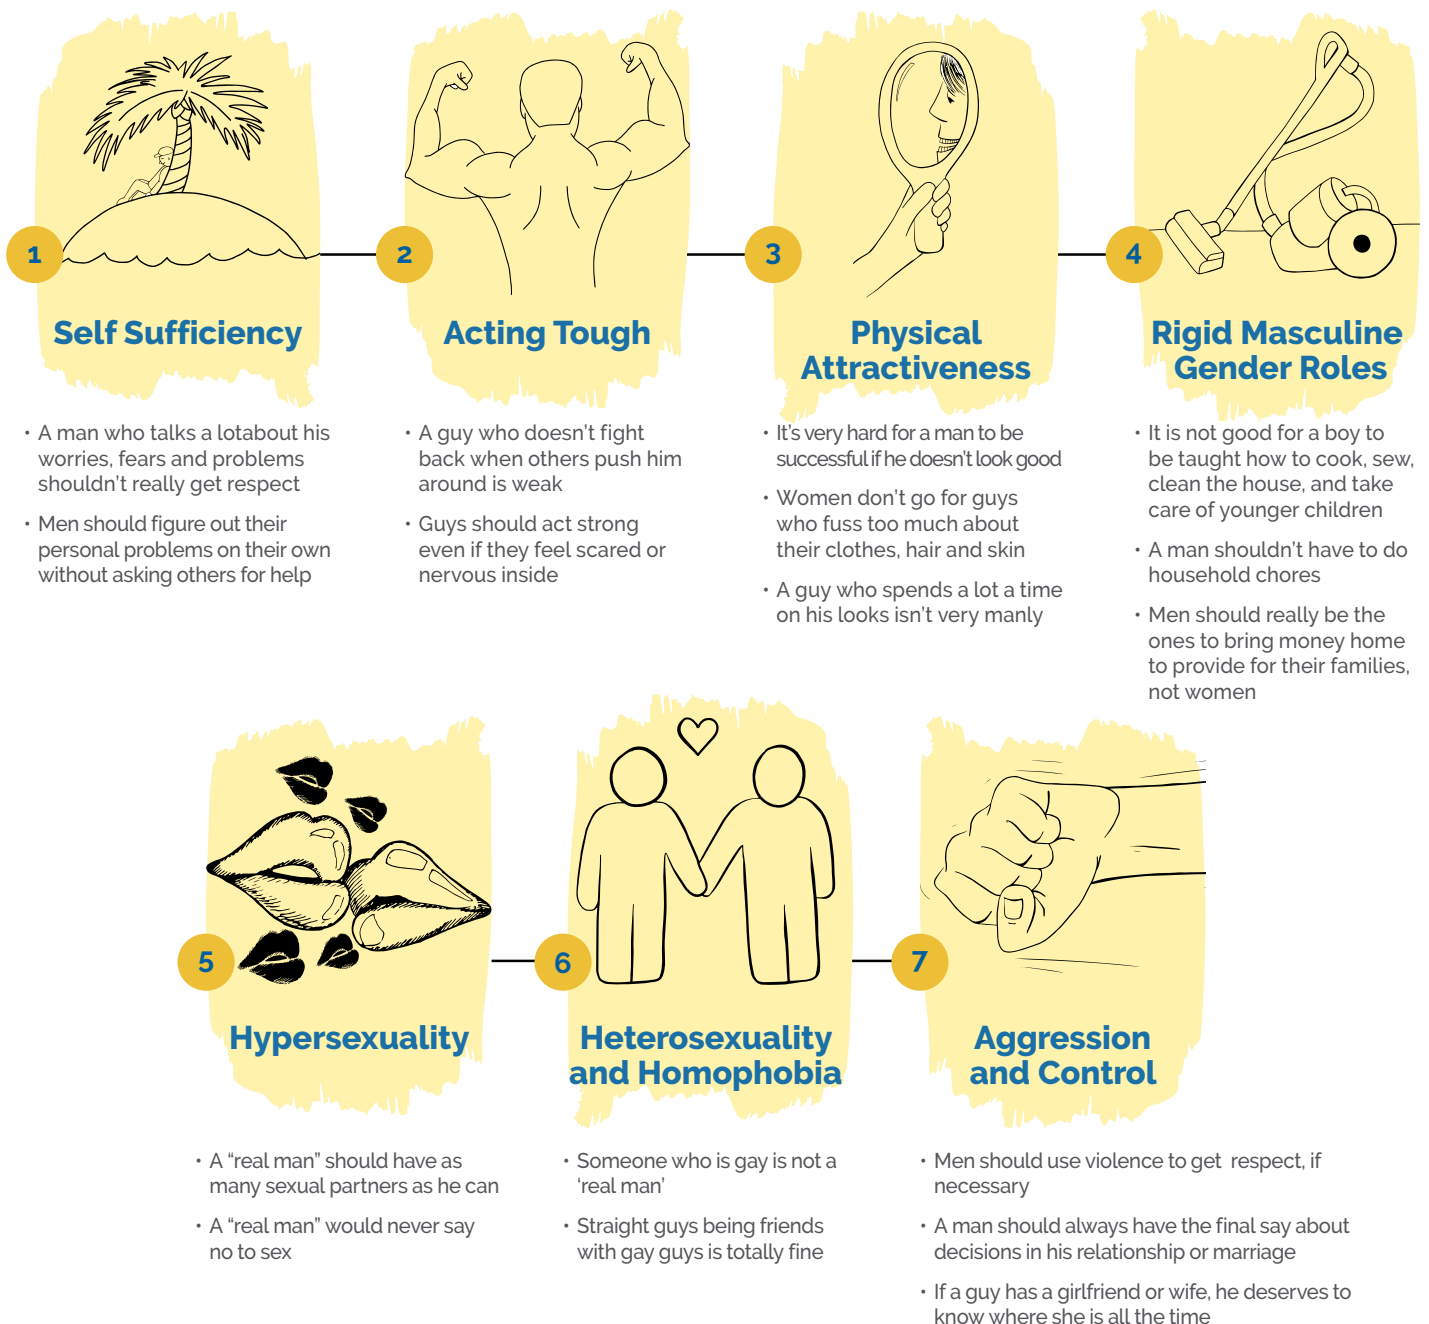 1
Self Sufficiency
• A man who talks a lotabout his
worries, fears and problems
shouldn't really get respect
• Men should figure out their
personal problems on their own
without asking others for help
2
Acting Tough
• A guy who doesn't fight
back when others push him
around is weak
• Guys should act strong
even if they feel scared or
nervous inside
3
Physical
Attractiveness
• It's very hard for a man to be
successful if he doesn't look good
• Women don't go for guys
who fuss too much about
their clothes, hair and skin
• A guy who spends a lot a time
on his looks isn't very manly
4
Rigid Masculine
Gender Roles
• It is not good for a boy to
be taught how to cook, sew,
clean the house, and take
care of younger children
• A man shouldn't have to do
household chores
• Men should really be the
ones to bring money home
to provide for their families,
not women
5
Hypersexuality
• A “real man” should have as
many sexual partners as he can
• A “real man” would never say
no to sex
6
Heterosexuality
and Homophobia
• Someone who is gay is not a
‘real man’
• Straight guys being friends
with gay guys is totally fine
7
Aggression
and Control
• Men should use violence to get  respect, if
necessary
• A man should always have the final say about
decisions in his relationship or marriage
• If a guy has a girlfriend or wife, he deserves to
know where she is all the time